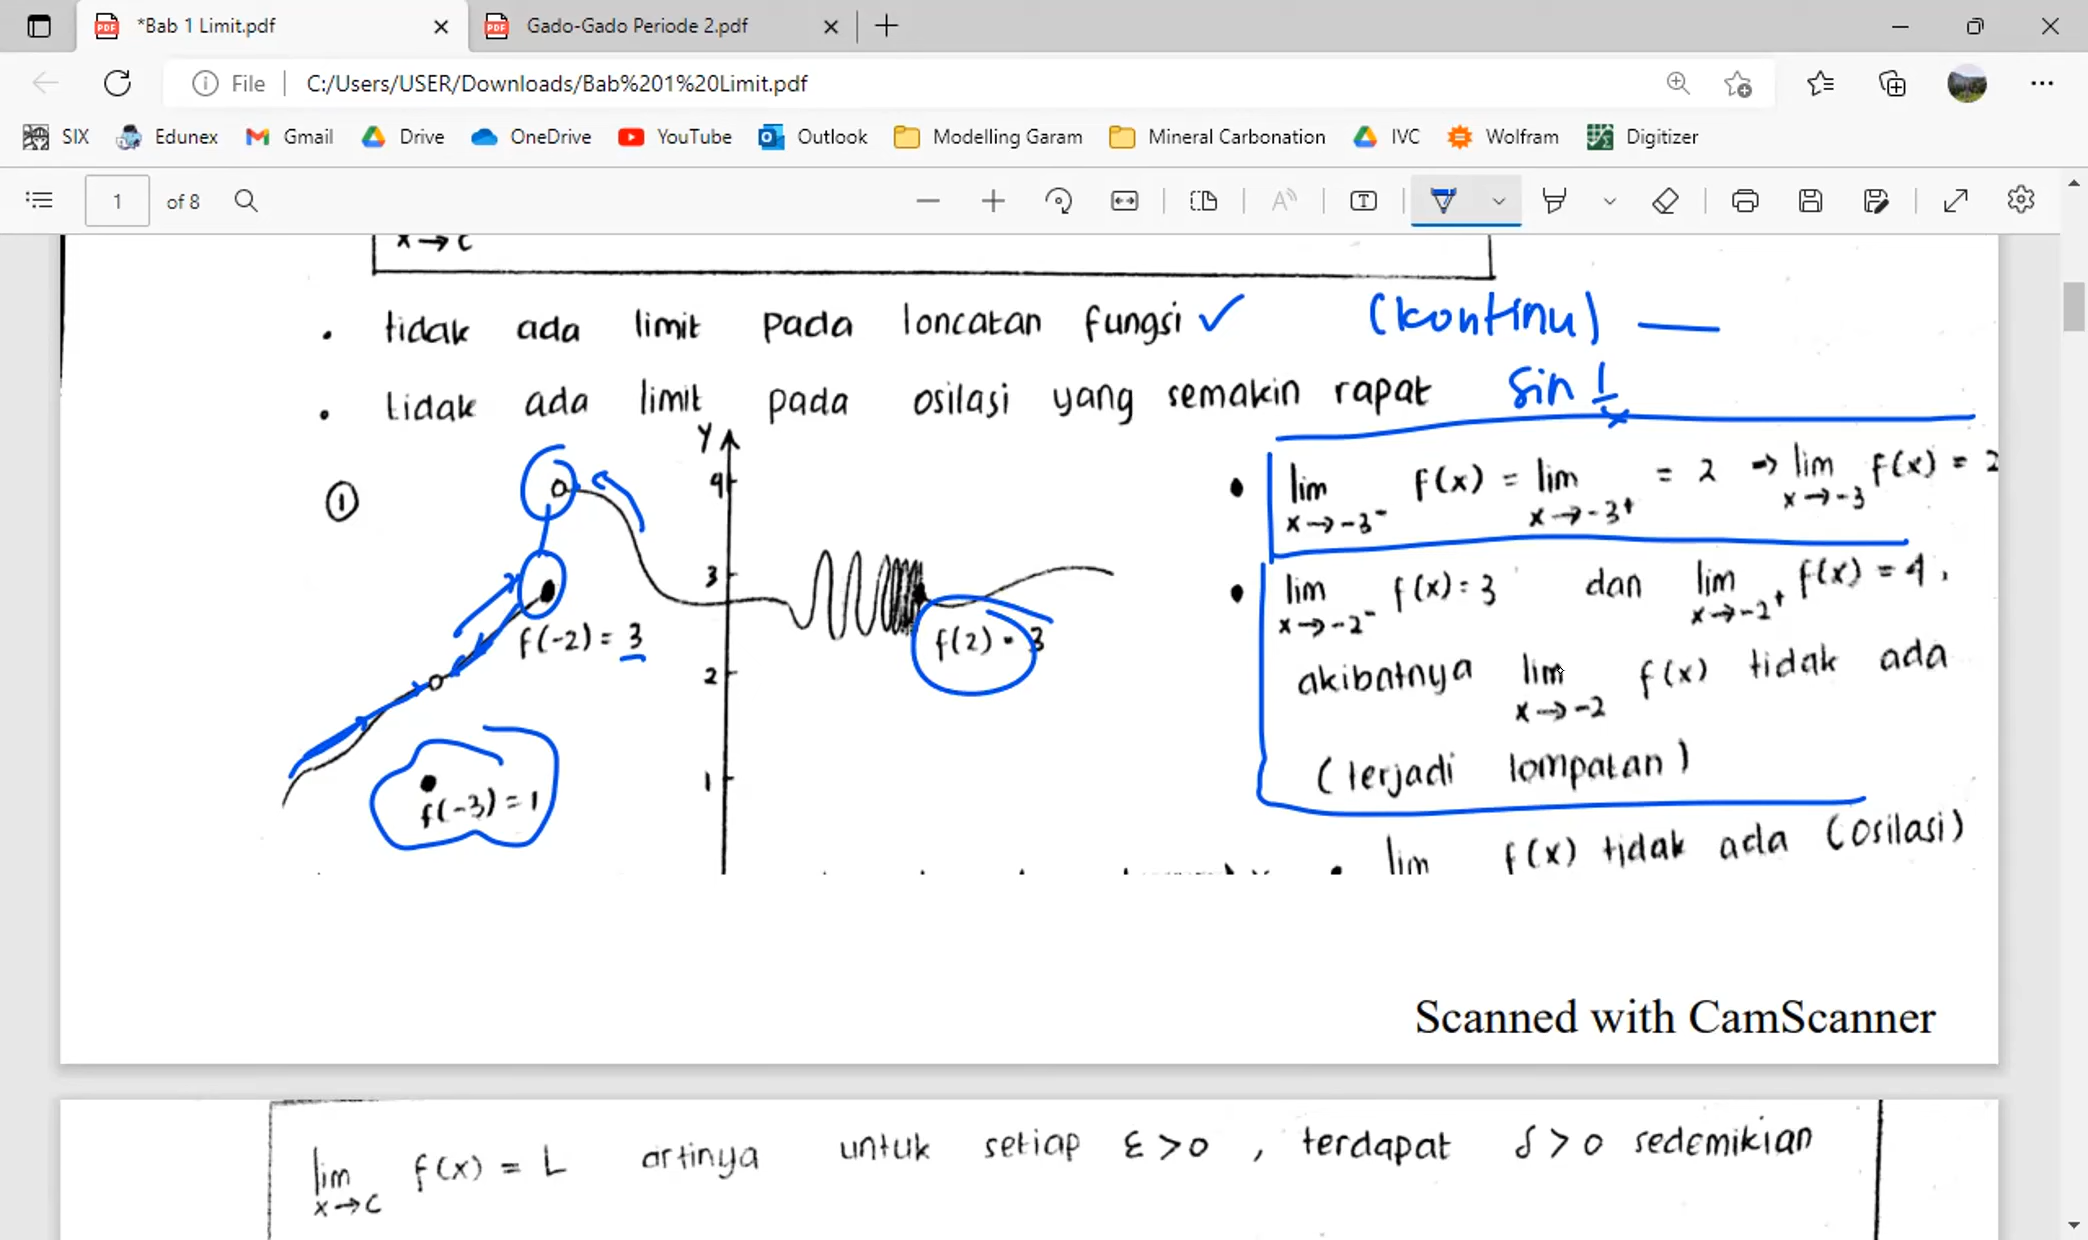 *Bab 1 Limit.pdf
Gado-Gado Periode 2.pdf
File
C:/Users/USER/Downloads/Bab%201%20Limit.pdf
SIX
Edunex
Gmail
Drive
OneDrive
YouTube
Outlook
Modelling Garam
Mineral Carbonation
IVC
Wolfram
Digitizer
1 of 8
x → c
• tidak ada limit pada loncatan fungsi ✓ (kontinu) —
• tidak ada limit pada osilasi yang semakin rapat sin 1/x
①
Y
4
3
2
1
f(-2) = 3
f(2) = 3
f(-3) = 1
• lim x→-3⁻ f(x) = lim x→-3⁺ = 2 → lim x→-3 f(x) = 2
• lim x→-2⁻ f(x) = 3 dan lim x→-2⁺ f(x) = 4,
akibatnya lim x→-2 f(x) tidak ada
(terjadi lompatan)
• lim f(x) tidak ada (osilasi)
Scanned with CamScanner
lim x→c f(x) = L artinya untuk setiap ε > 0 , terdapat δ > 0 sedemikian